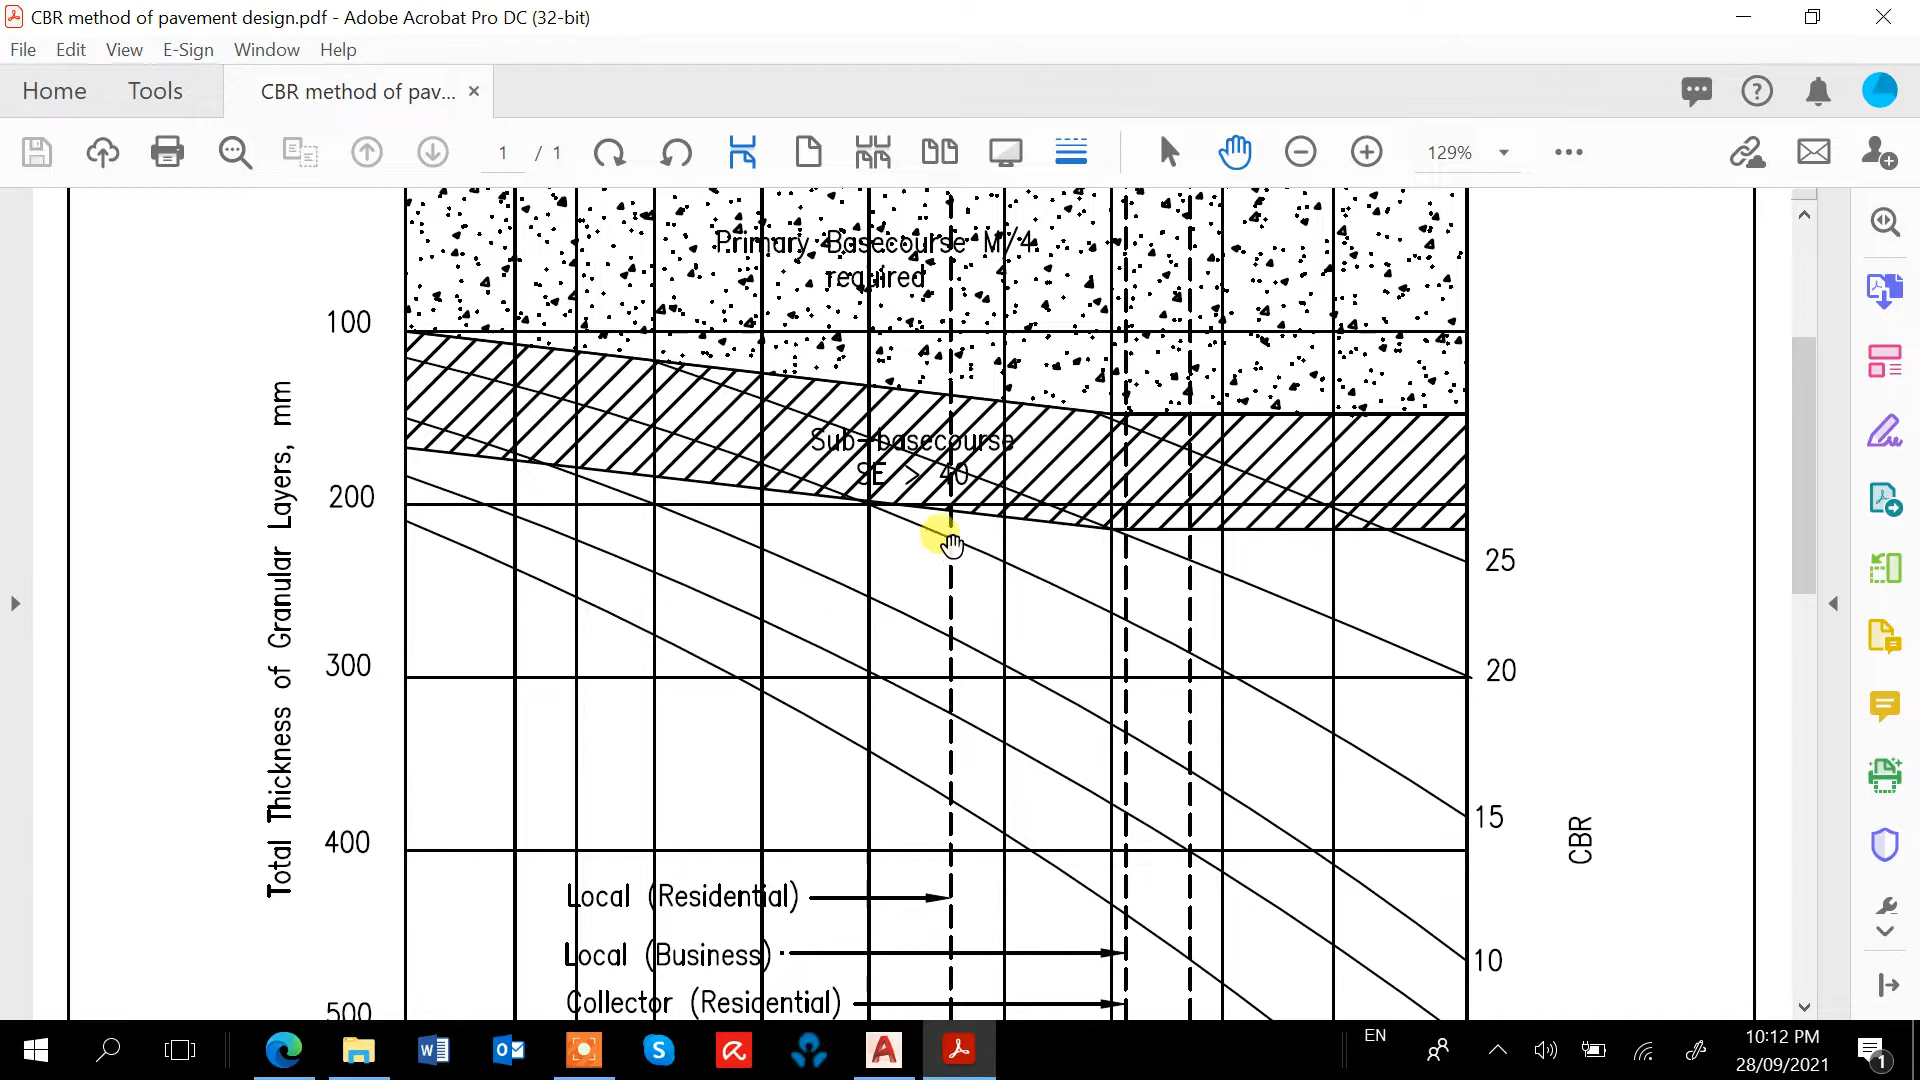 CBR method of pavement design.pdf - Adobe Acrobat Pro DC (32-bit)
File Edit View E-Sign Window Help
Home Tools CBR method of pav... ×
1 / 1 129%
Primary Basecourse M/4
required
100
Sub-basecourse
SE > 40
200
25
300
20
Total Thickness of Granular Layers, mm
15
CBR
400
Local (Residential)
Local (Business)
10
Collector (Residential)
500
EN
10:12 PM
28/09/2021
1